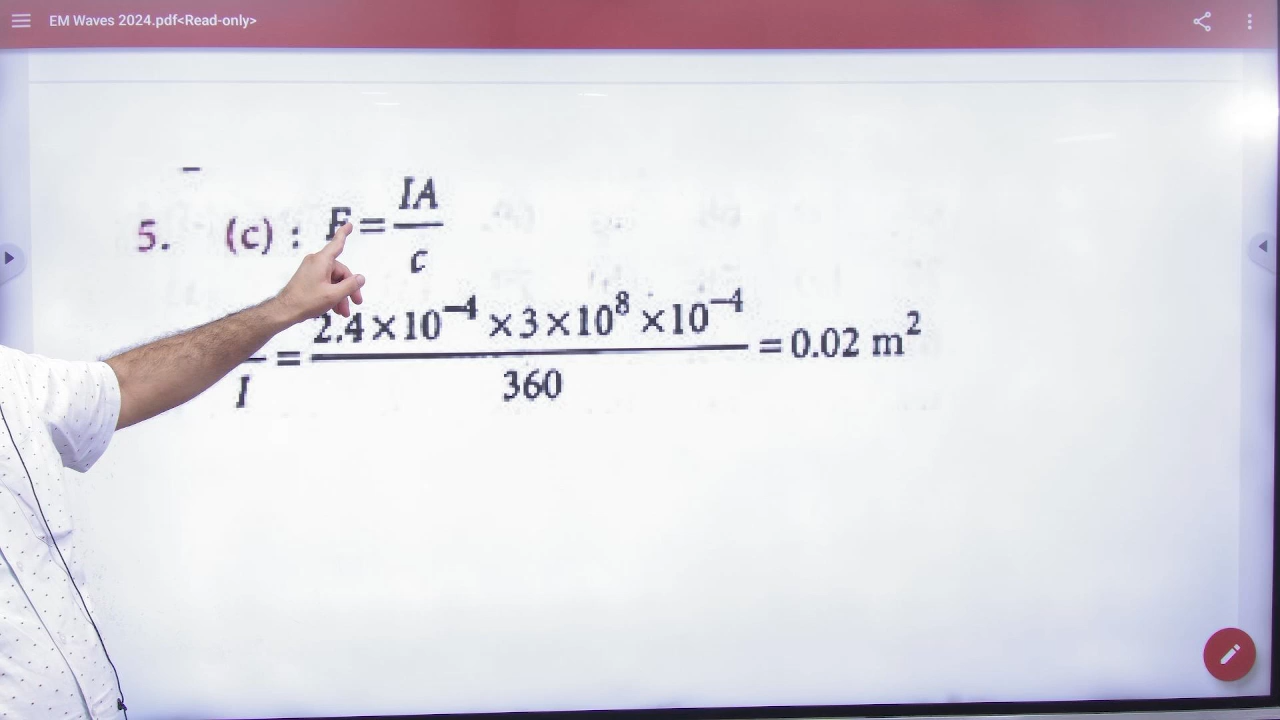 EM Waves 2024.pdf<Read-only>
5. (c) : F = IA/c
I = 2.4 × 10⁻⁴ × 3 × 10⁸ × 10⁻⁴ / 360 = 0.02 m²